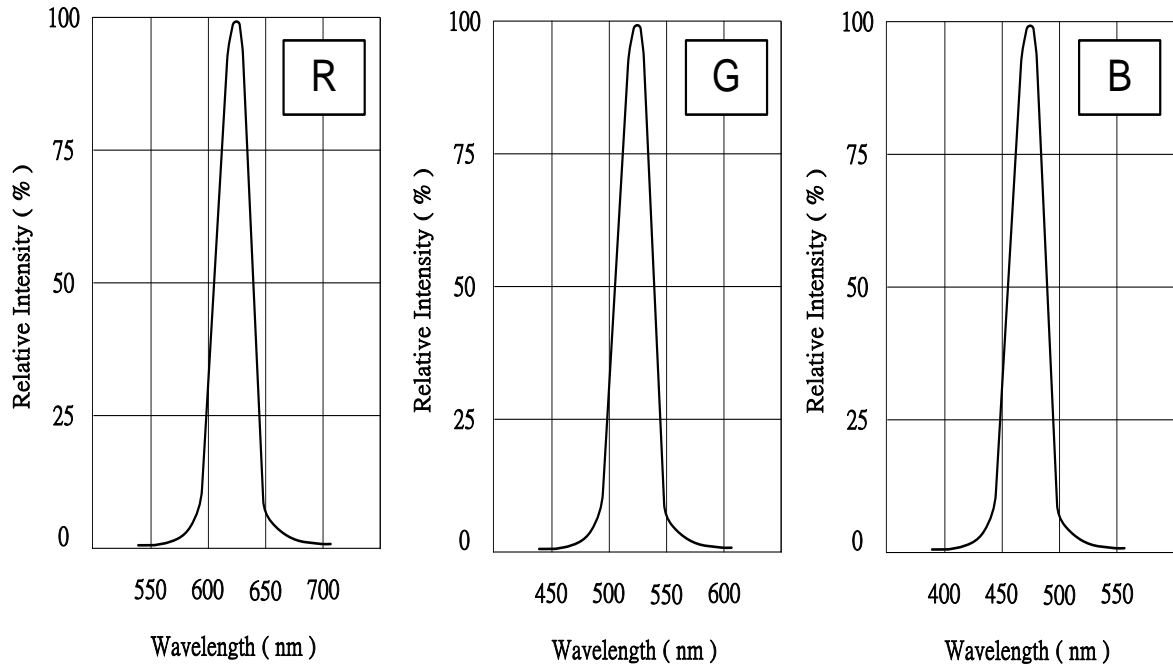 R
100
75
50
25
0
Relative Intensity ( % )
550 600 650 700
Wavelength ( nm )
G
100
75
50
25
0
Relative Intensity ( % )
450 500 550 600
Wavelength ( nm )
B
100
75
50
25
0
Relative Intensity ( % )
400 450 500 550
Wavelength ( nm )